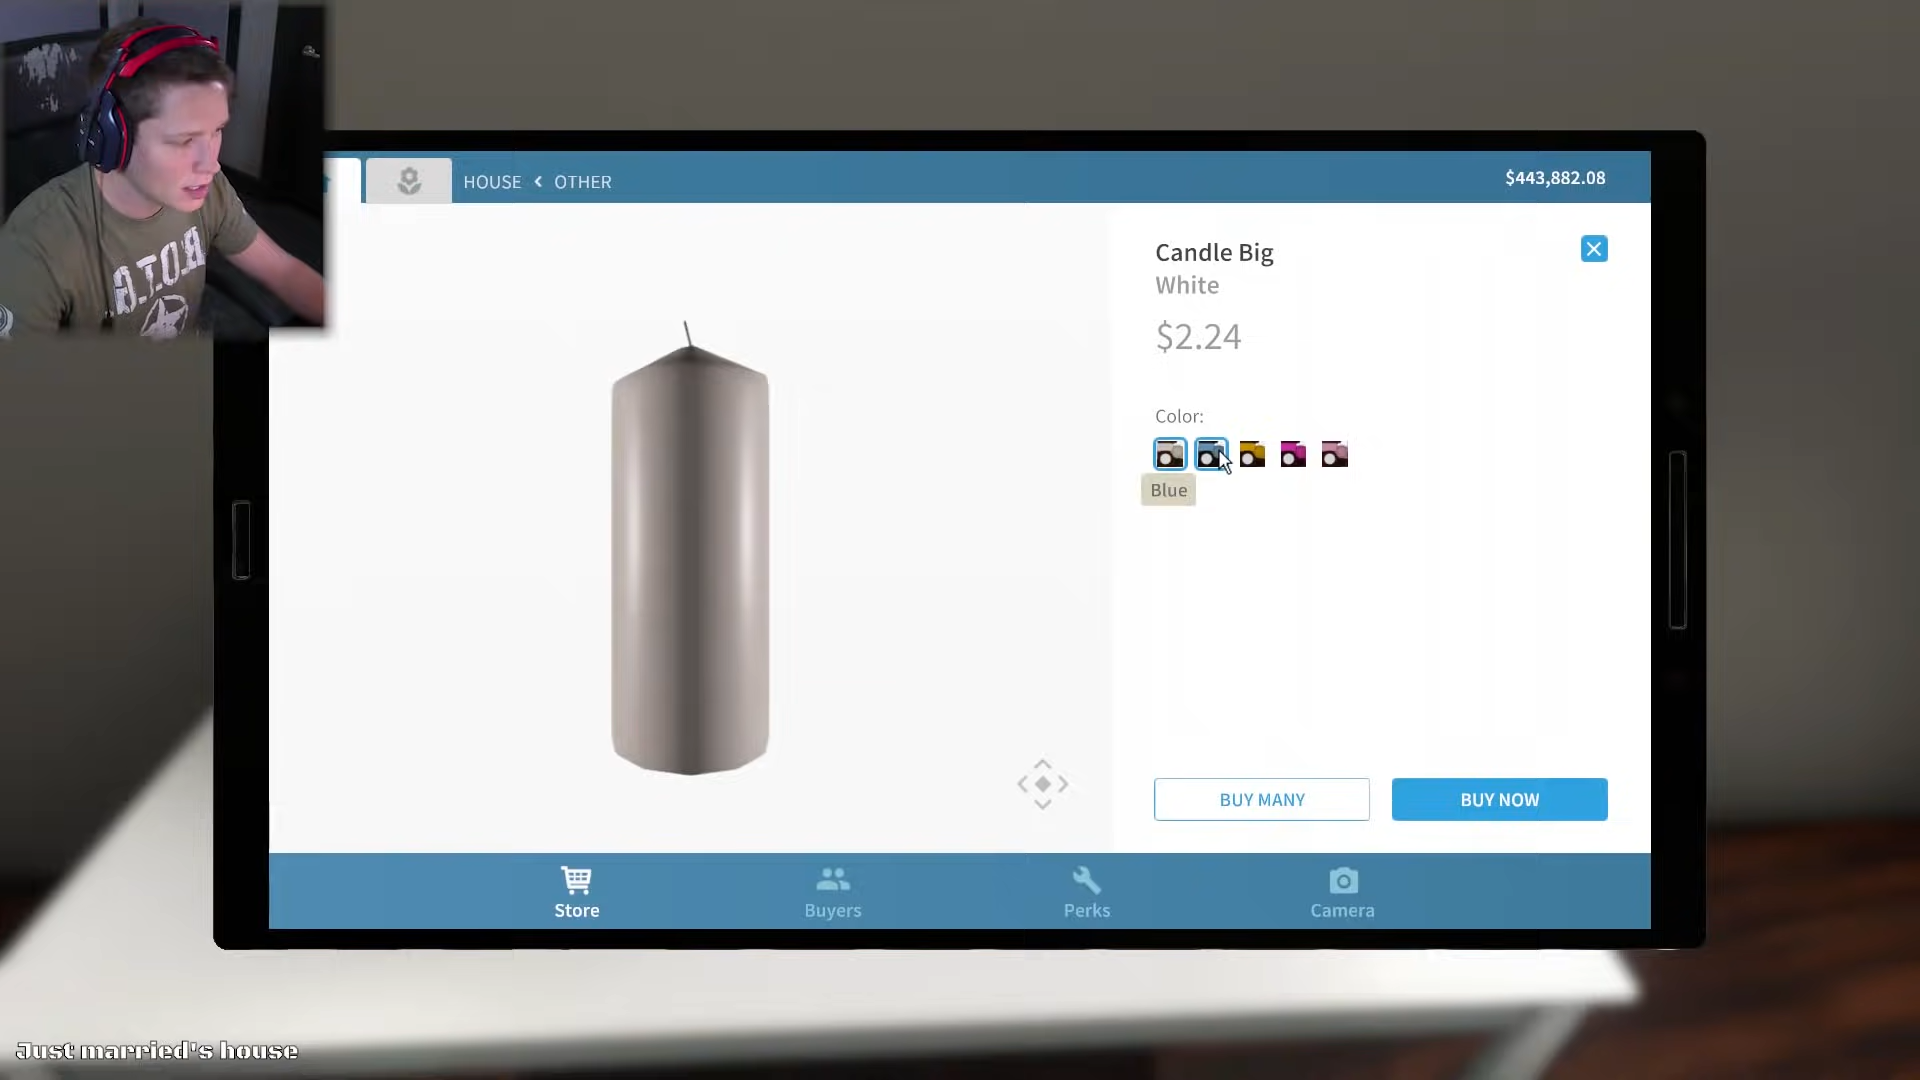 HOUSE < OTHER
$443,882.08
Candle Big
White
$2.24
Color:
Blue
BUY MANY
BUY NOW
Store
Buyers
Perks
Camera
Just married's house